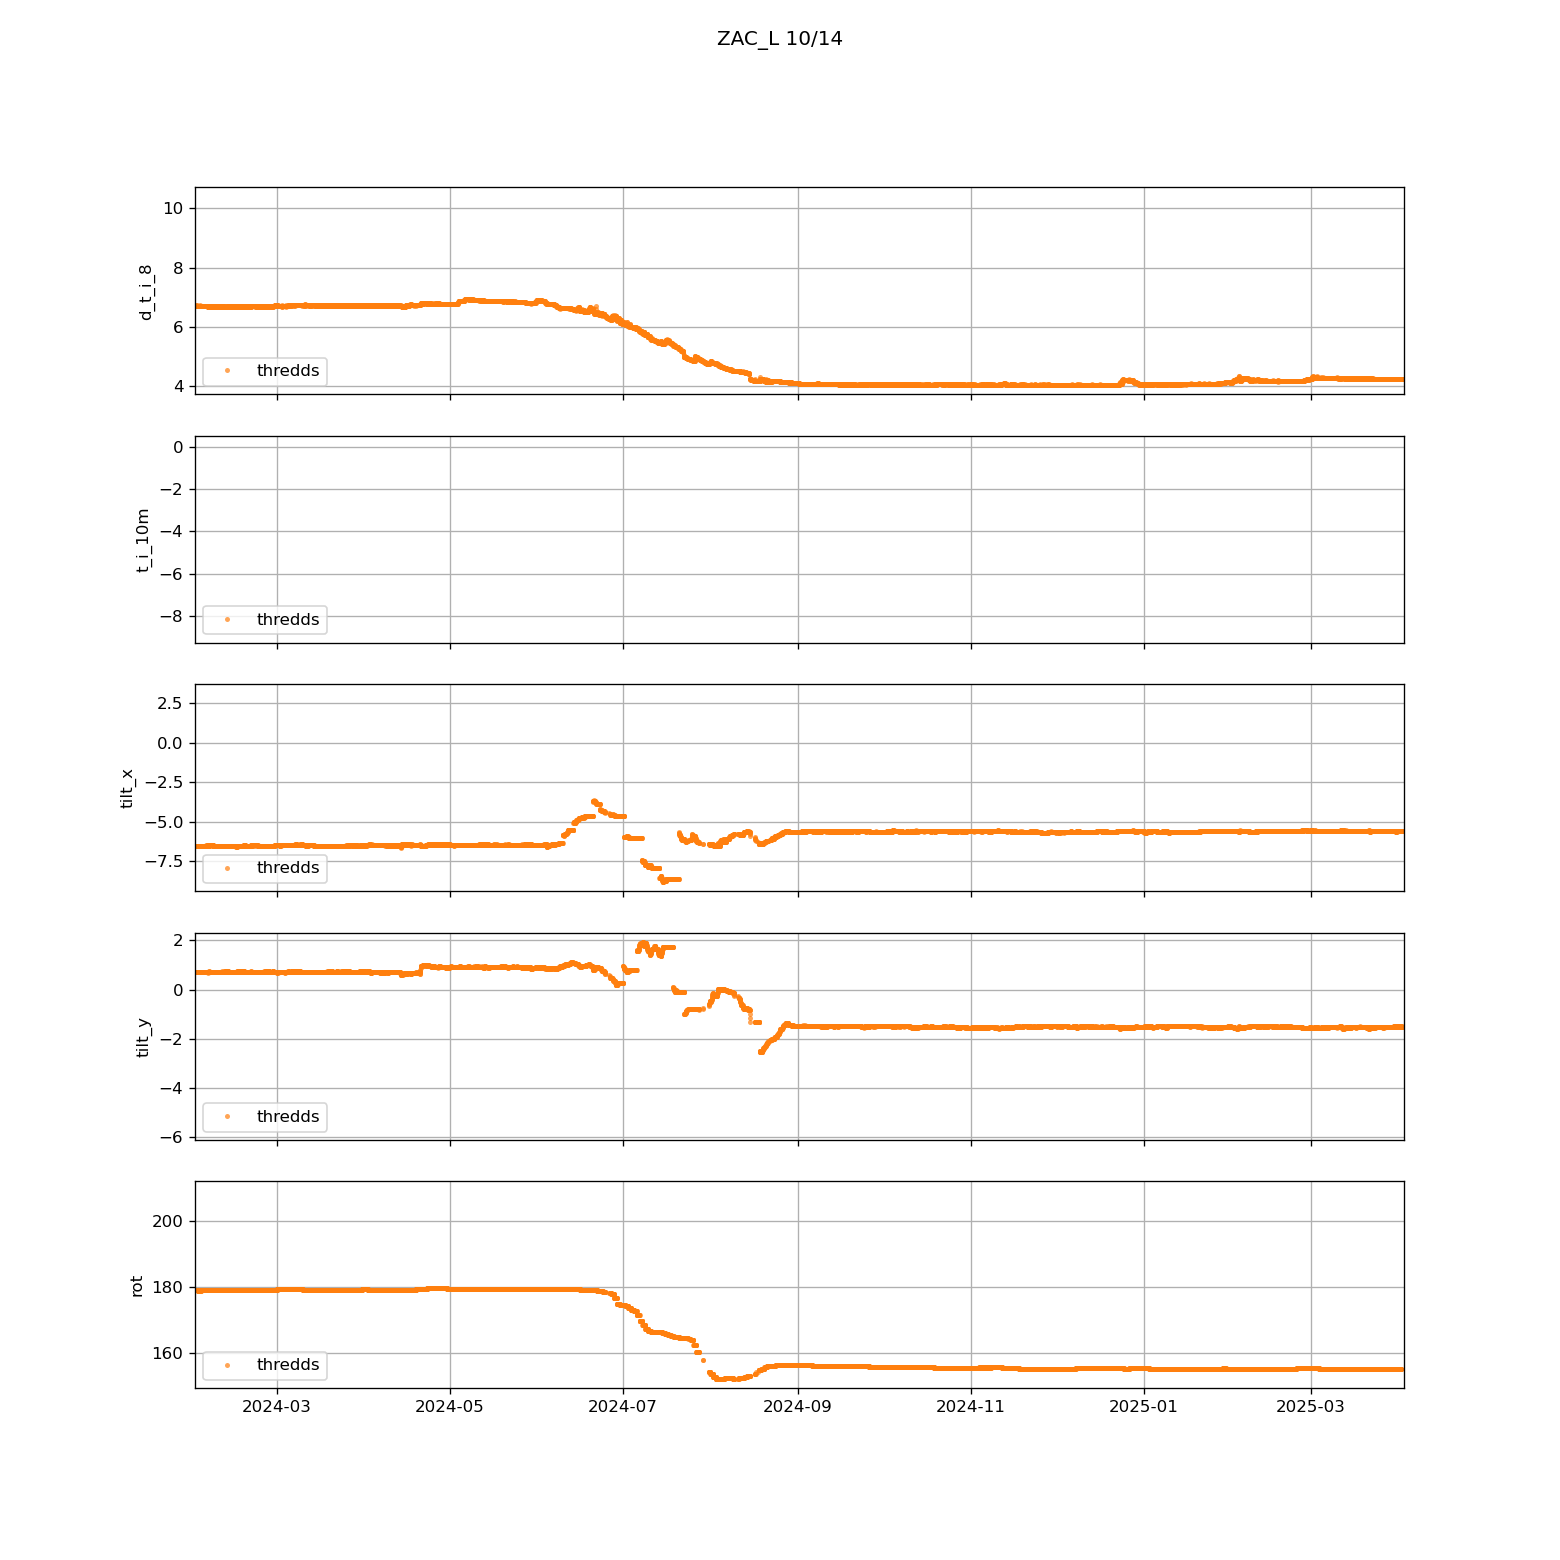 ZAC_L 10/14
10
8
6
4
d_t_i_8
thredds
0
−2
−4
−6
−8
t_i_10m
thredds
2.5
0.0
−2.5
−5.0
−7.5
tilt_x
thredds
2
0
−2
−4
−6
tilt_y
thredds
200
180
160
rot
thredds
2024-03 2024-05 2024-07 2024-09 2024-11 2025-01 2025-03